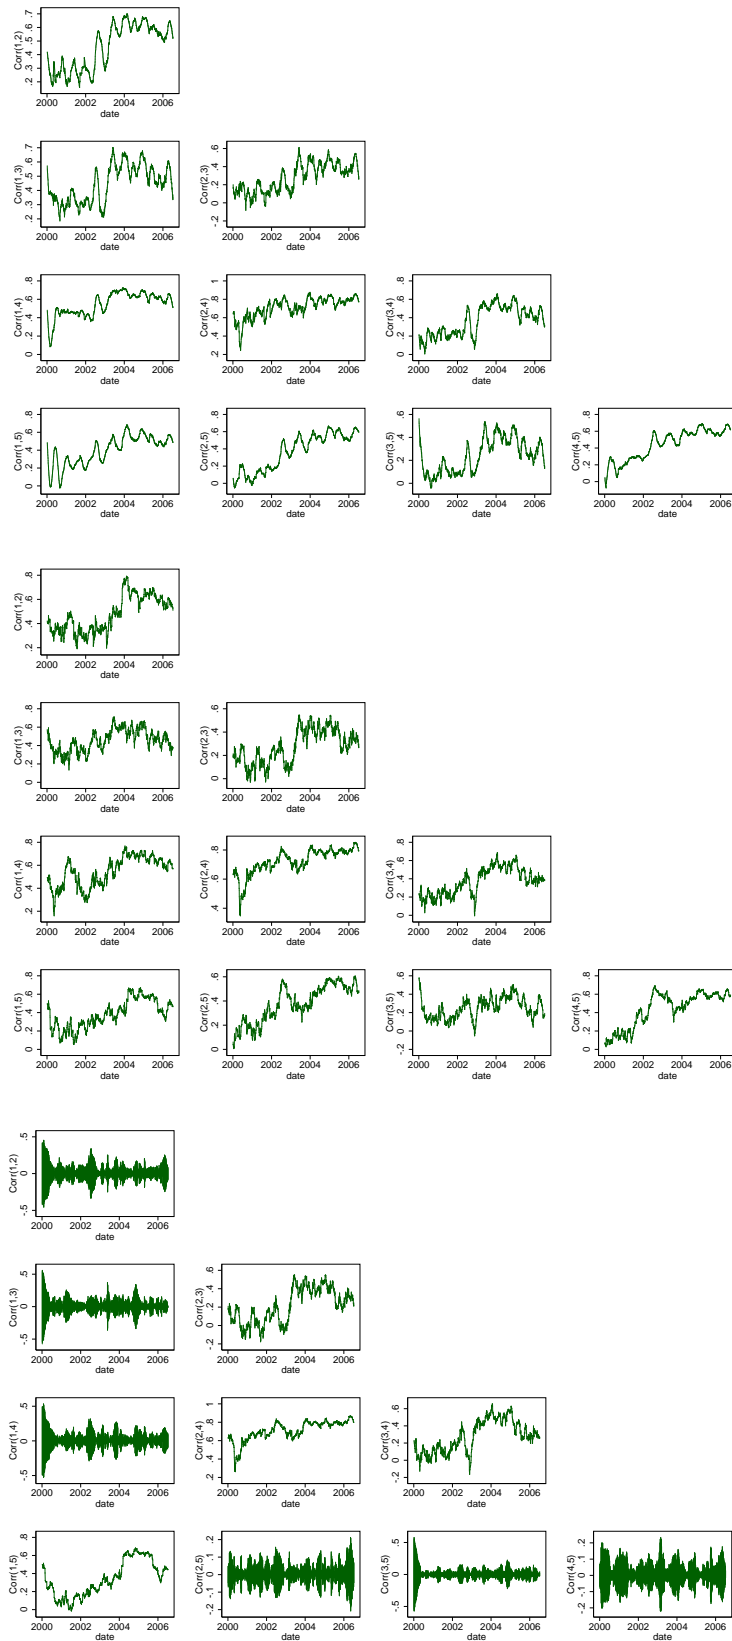 Corr(1,2)
.2 .3 .4 .5 .6 .7
2000 2002 2004 2006
date
Corr(1,3)
.2 .3 .4 .5 .6 .7
2000 2002 2004 2006
date
Corr(2,3)
-.2 0 .2 .4 .6
2000 2002 2004 2006
date
Corr(1,4)
0 .2 .4 .6 .8
2000 2002 2004 2006
date
Corr(2,4)
.2 .4 .6 .8 1
2000 2002 2004 2006
date
Corr(3,4)
0 .2 .4 .6 .8
2000 2002 2004 2006
date
Corr(1,5)
0 .2 .4 .6 .8
2000 2002 2004 2006
date
Corr(2,5)
0 .2 .4 .6 .8
2000 2002 2004 2006
date
Corr(3,5)
0 .2 .4 .6
2000 2002 2004 2006
date
Corr(4,5)
0 .2 .4 .6 .8
2000 2002 2004 2006
date
Corr(1,2)
.2 .4 .6 .8
2000 2002 2004 2006
date
Corr(1,3)
0 .2 .4 .6 .8
2000 2002 2004 2006
date
Corr(2,3)
0 .2 .4 .6
2000 2002 2004 2006
date
Corr(1,4)
.2 .4 .6 .8
2000 2002 2004 2006
date
Corr(2,4)
.4 .6 .8
2000 2002 2004 2006
date
Corr(3,4)
0 .2 .4 .6 .8
2000 2002 2004 2006
date
Corr(1,5)
0 .2 .4 .6 .8
2000 2002 2004 2006
date
Corr(2,5)
0 .2 .4 .6
2000 2002 2004 2006
date
Corr(3,5)
-.2 0 .2 .4 .6
2000 2002 2004 2006
date
Corr(4,5)
0 .2 .4 .6 .8
2000 2002 2004 2006
date
Corr(1,2)
-.5 0 .5
2000 2002 2004 2006
date
Corr(1,3)
-.5 0 .5
2000 2002 2004 2006
date
Corr(2,3)
-.2 0 .2 .4 .6
2000 2002 2004 2006
date
Corr(1,4)
-.5 0 .5
2000 2002 2004 2006
date
Corr(2,4)
.2 .4 .6 .8 1
2000 2002 2004 2006
date
Corr(3,4)
-.2 0 .2 .4 .6
2000 2002 2004 2006
date
Corr(1,5)
0 .2 .4 .6 .8
2000 2002 2004 2006
date
Corr(2,5)
-.2 -.1 0 .1 .2
2000 2002 2004 2006
date
Corr(3,5)
-.5 0 .5
2000 2002 2004 2006
date
Corr(4,5)
-.2 -.1 0 .1 .2
2000 2002 2004 2006
date